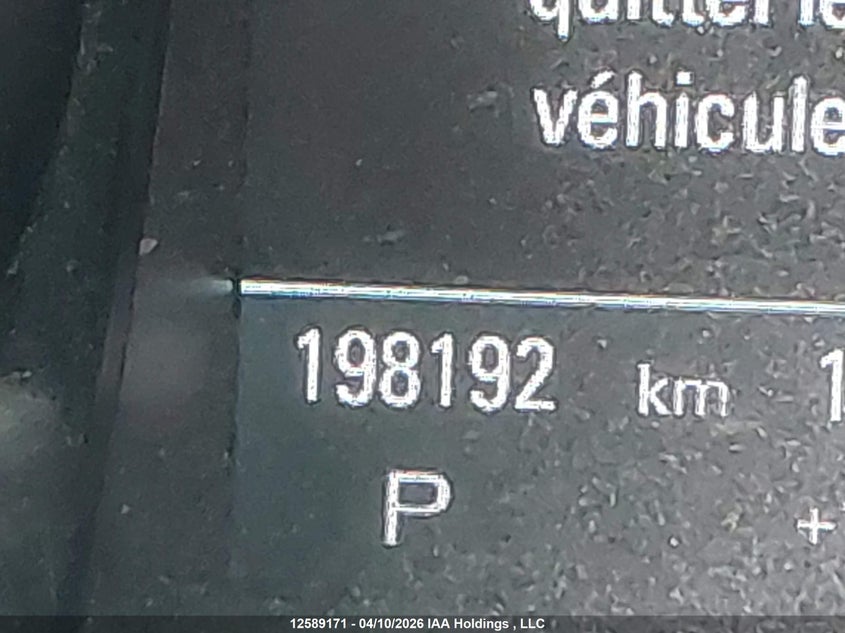 véhicule
198192 km
P +
12589171 - 04/10/2026 IAA Holdings , LLC